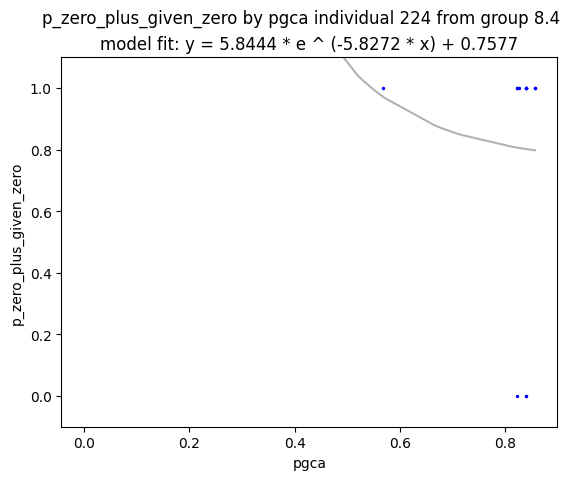 p_zero_plus_given_zero by pgca individual 224 from group 8.4
model fit: y = 5.8444 * e ^ (-5.8272 * x) + 0.7577
1.0
0.8
0.6
0.4
0.2
0.0
p_zero_plus_given_zero
0.0 0.2 0.4 0.6 0.8
pgca